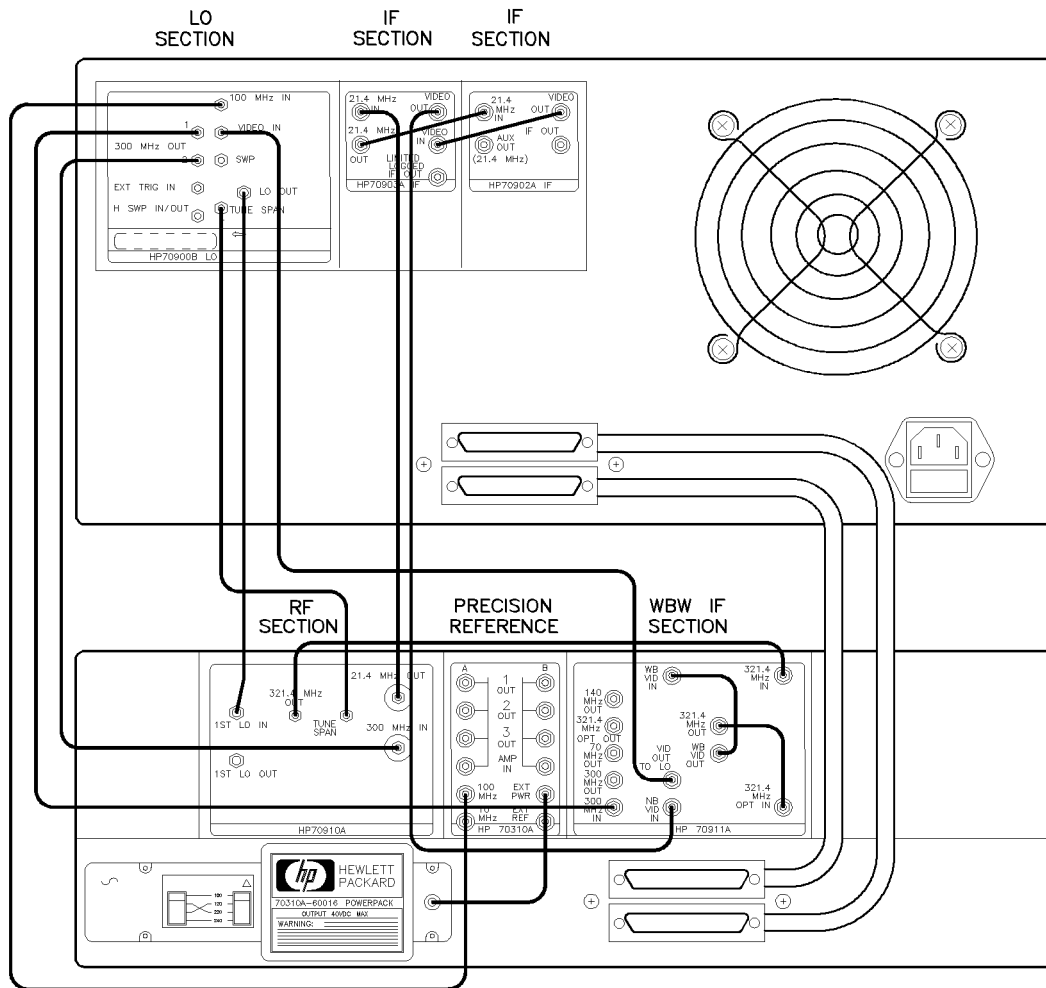 LO
SECTION
IF
SECTION
IF
SECTION
100 MHz IN
1
VIDEO IN
300 MHz OUT
2
SWP
EXT TRIG IN
LO OUT
H SWP IN/OUT
TUNE SPAN
HP70900B LO
21.4 MHz
IN
VIDEO
OUT
21.4 MHz
OUT
VIDEO
IN
LIMITED
LOGGED
IF OUT
HP70903A IF
21.4
MHz
IN
VIDEO
OUT
AUX
OUT
(21.4 MHz)
IF OUT
HP70902A IF
RF
SECTION
PRECISION
REFERENCE
WBW IF
SECTION
21.4 MHz OUT
321.4 MHz
OUT
1ST LO IN
TUNE
SPAN
300 MHz IN
1ST LO OUT
HP70910A
A
B
1
OUT
2
OUT
3
OUT
AMP
IN
100
MHz
EXT
PWR
10
MHz
EXT
REF
HP 70310A
WB
VID
IN
321.4
MHz
IN
140
MHz
OUT
321.4
MHz
OPT OUT
321.4
MHz
OUT
70
MHz
OUT
VID
OUT
TO LO
WB
VID
OUT
300
MHz
OUT
300
MHz
IN
NB
VID
IN
321.4
MHz
OPT IN
HP 70911A
100
120
220
240
hp
HEWLETT
PACKARD
70310A-60016 POWERPACK
OUTPUT 40VDC MAX
WARNING: